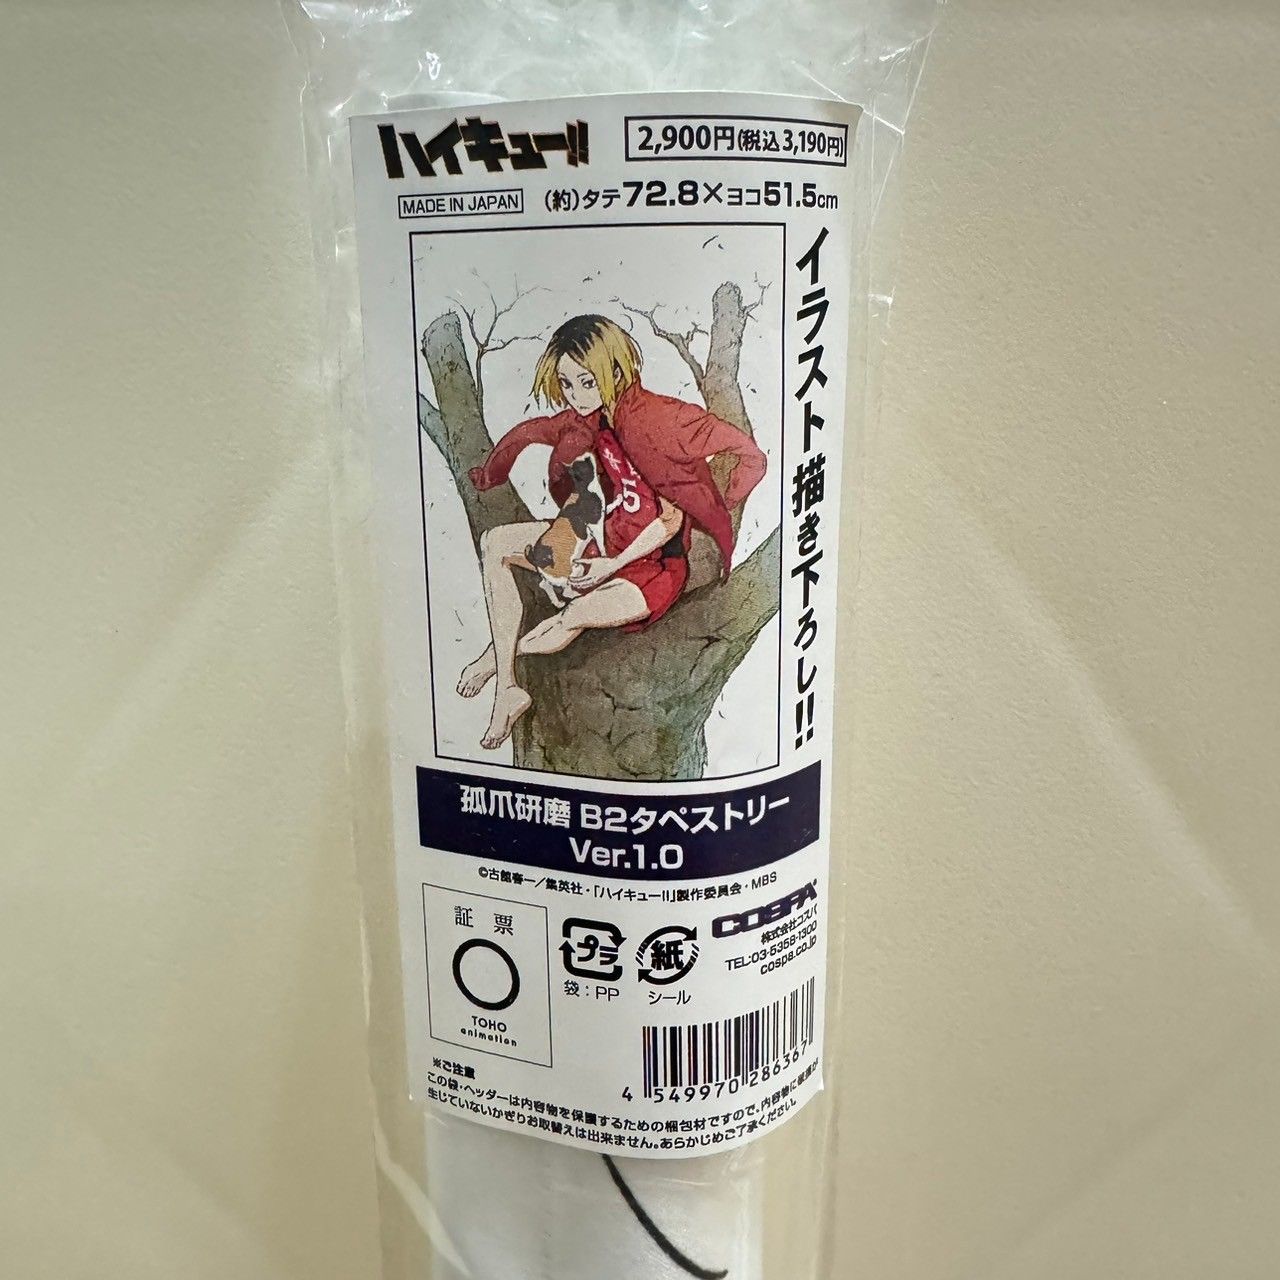 ハイキュー!!
2,900円(税込3,190円)
MADE IN JAPAN
(約)タテ72.8×ヨコ51.5cm
イラスト描き下ろし!!
孤爪研磨 B2タペストリー
Ver.1.0
©古舘春一/集英社・「ハイキュー!!」製作委員会・MBS
証 票
TOHO
animation
プラ
袋:PP
紙
シール
COSPA
株式会社コスパ
TEL:03-5358-1300
cospa.co.jp
4 549970 286367
※ご注意
この袋・ヘッダーは内容物を保護するための梱包材ですので、内容物に破損が
生じていないかぎりお取替えは出来ません。あらかじめご了承ください。